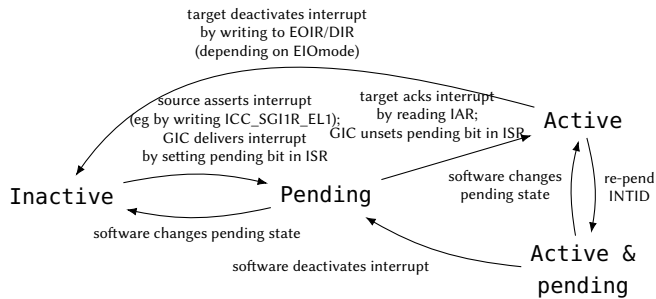 target deactivates interrupt
by writing to EOIR/DIR
(depending on EIOmode)
source asserts interrupt
(eg by writing ICC_SGI1R_EL1);
GIC delivers interrupt
by setting pending bit in ISR
target acks interrupt
by reading IAR;
GIC unsets pending bit in ISR
Active
Inactive
Pending
software changes
pending state
re-pend
INTID
software changes pending state
software deactivates interrupt
Active &
pending